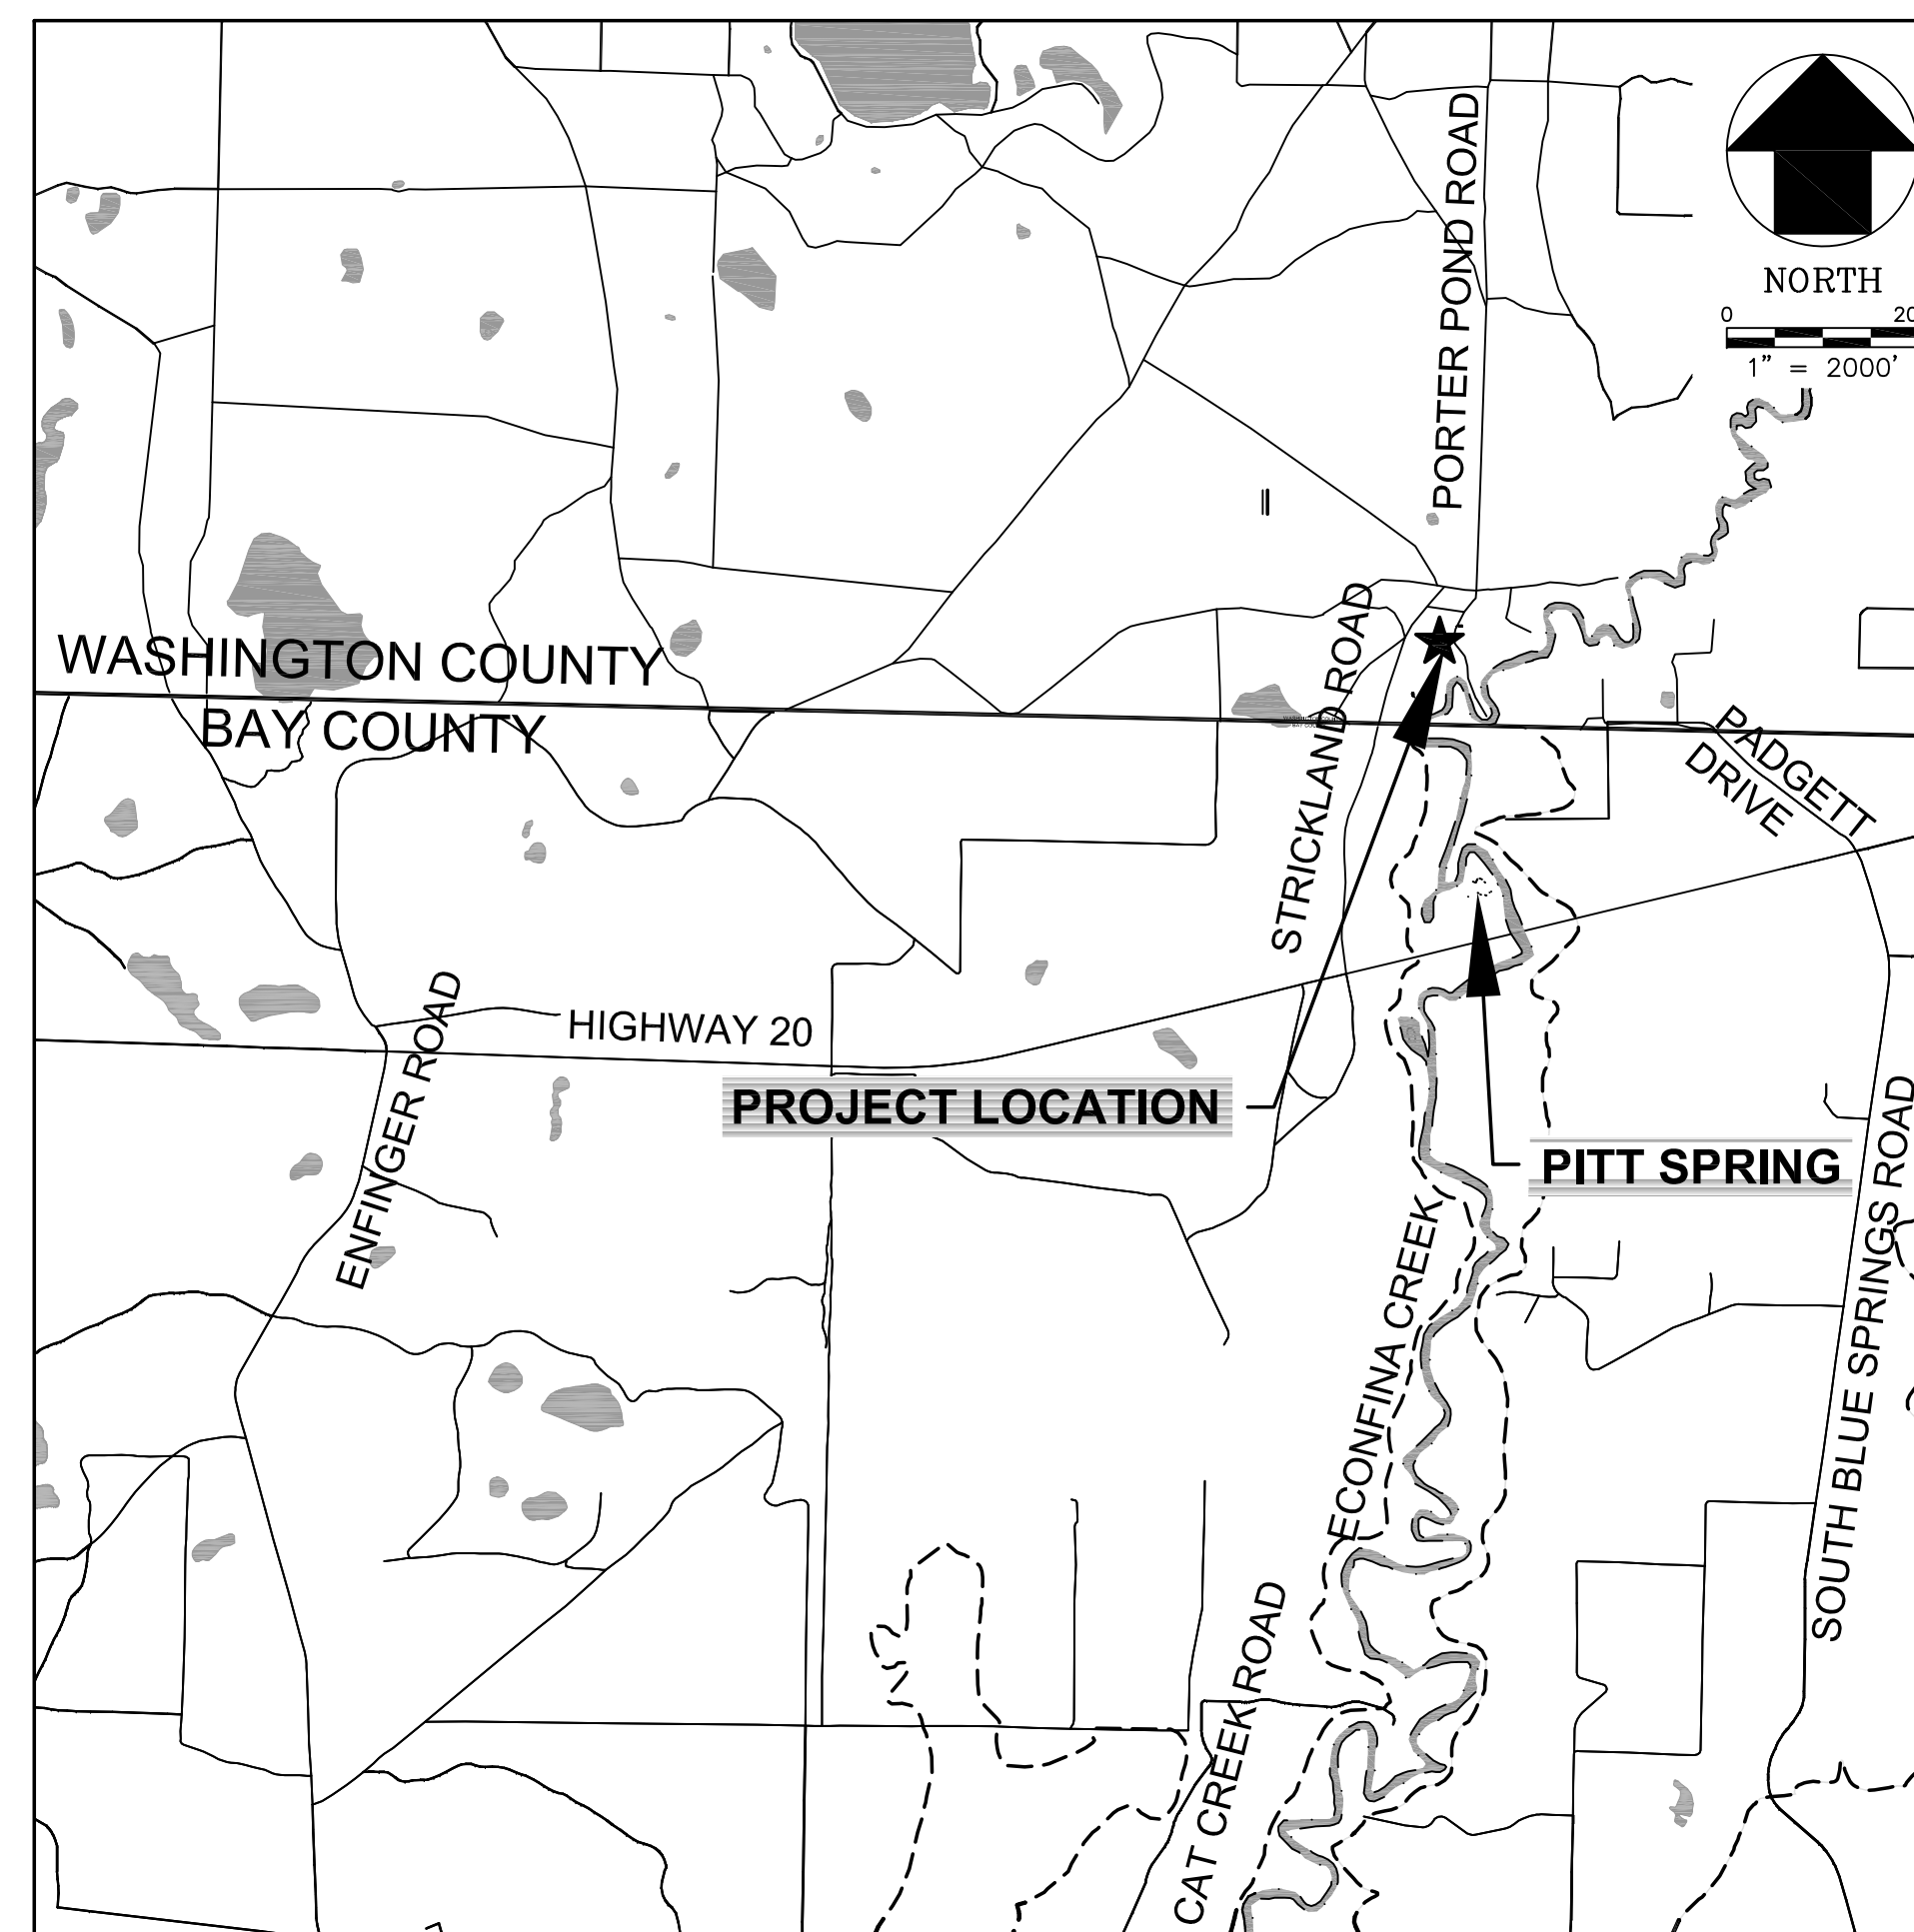 PORTER POND ROAD
NORTH
0 20
1” = 2000’
WASHINGTON COUNTY
BAY COUNTY
STRICKLAND ROAD
PADGETT
DRIVE
HIGHWAY 20
ENFINGER ROAD
PROJECT LOCATION
PITT SPRING
ECONFINA CREEK
SOUTH BLUE SPRINGS ROAD
CAT CREEK ROAD